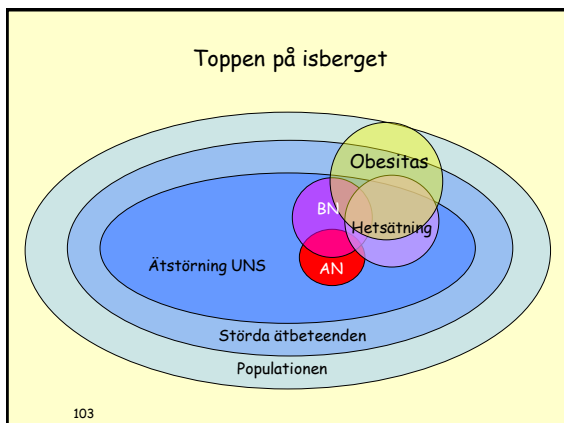 Toppen på isberget
Obesitas
BN
Hetsätning
Ätstörning UNS
AN
Störda ätbeteenden
Populationen
103